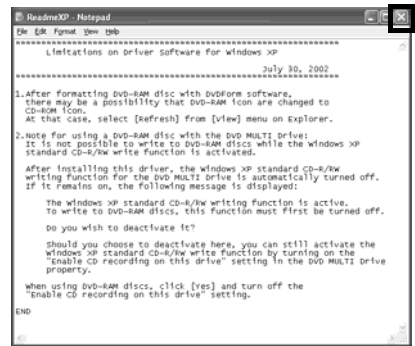 ReadmeXP - Notepad
File Edit Format View Help
==================================================
Limitations on Driver Software for Windows XP
July 30, 2002
==================================================
1.After formatting DVD-RAM disc with DVDForm software,
there may be a possibility that DVD-RAM icon are changed to
CD-ROM icon.
At that case, select [Refresh] from [View] menu on Explorer.
2.Note for using a DVD-RAM disc with the DVD MULTI Drive:
It is not possible to write to DVD-RAM discs while the Windows XP
standard CD-R/RW write function is activated.
After installing this driver, the Windows XP standard CD-R/RW
writing function for the DVD MULTI Drive is automatically turned off.
If it remains on, the following message is displayed:
The Windows XP standard CD-R/RW writing function is active.
To write to DVD-RAM discs, this function must first be turned off.
Do you wish to deactivate it?
Should you choose to deactivate here, you can still activate the
Windows XP standard CD-R/RW write function by turning on the
"Enable CD recording on this drive" setting in the DVD MULTI Drive
property.
When using DVD-RAM discs, click [Yes] and turn off the
"Enable CD recording on this drive" setting.
END